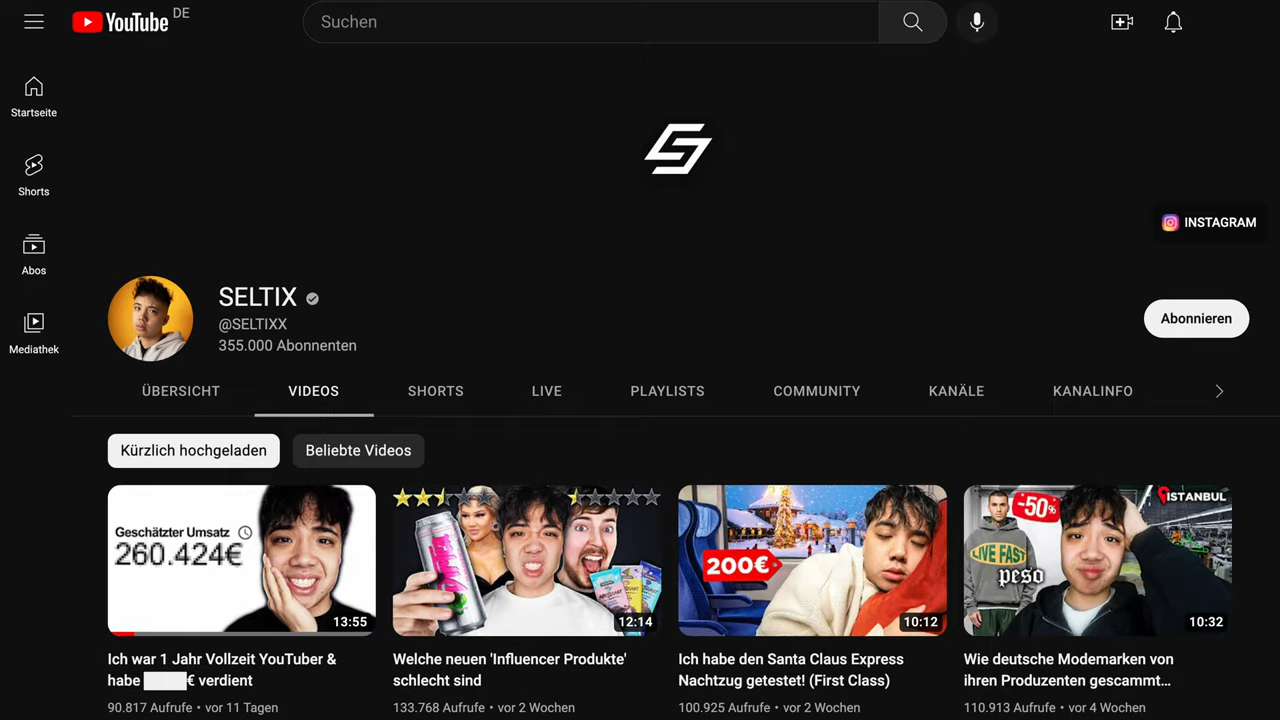 YouTube DE
Suchen
Startseite
Shorts
Abos
Mediathek
INSTAGRAM
SELTIX
@SELTIXX
355.000 Abonnenten
Abonnieren
ÜBERSICHT VIDEOS SHORTS LIVE PLAYLISTS COMMUNITY KANÄLE KANALINFO
Kürzlich hochgeladen Beliebte Videos
Geschätzter Umsatz
260.424€
13:55
Ich war 1 Jahr Vollzeit YouTuber &
habe € verdient
90.817 Aufrufe • vor 11 Tagen
12:14
Welche neuen 'Influencer Produkte'
schlecht sind
133.768 Aufrufe • vor 2 Wochen
200€
10:12
Ich habe den Santa Claus Express
Nachtzug getestet! (First Class)
100.925 Aufrufe • vor 2 Wochen
ISTANBUL
-50%
LIVE FAST
peso
10:32
Wie deutsche Modemarken von
ihren Produzenten gescammt…
110.913 Aufrufe • vor 4 Wochen